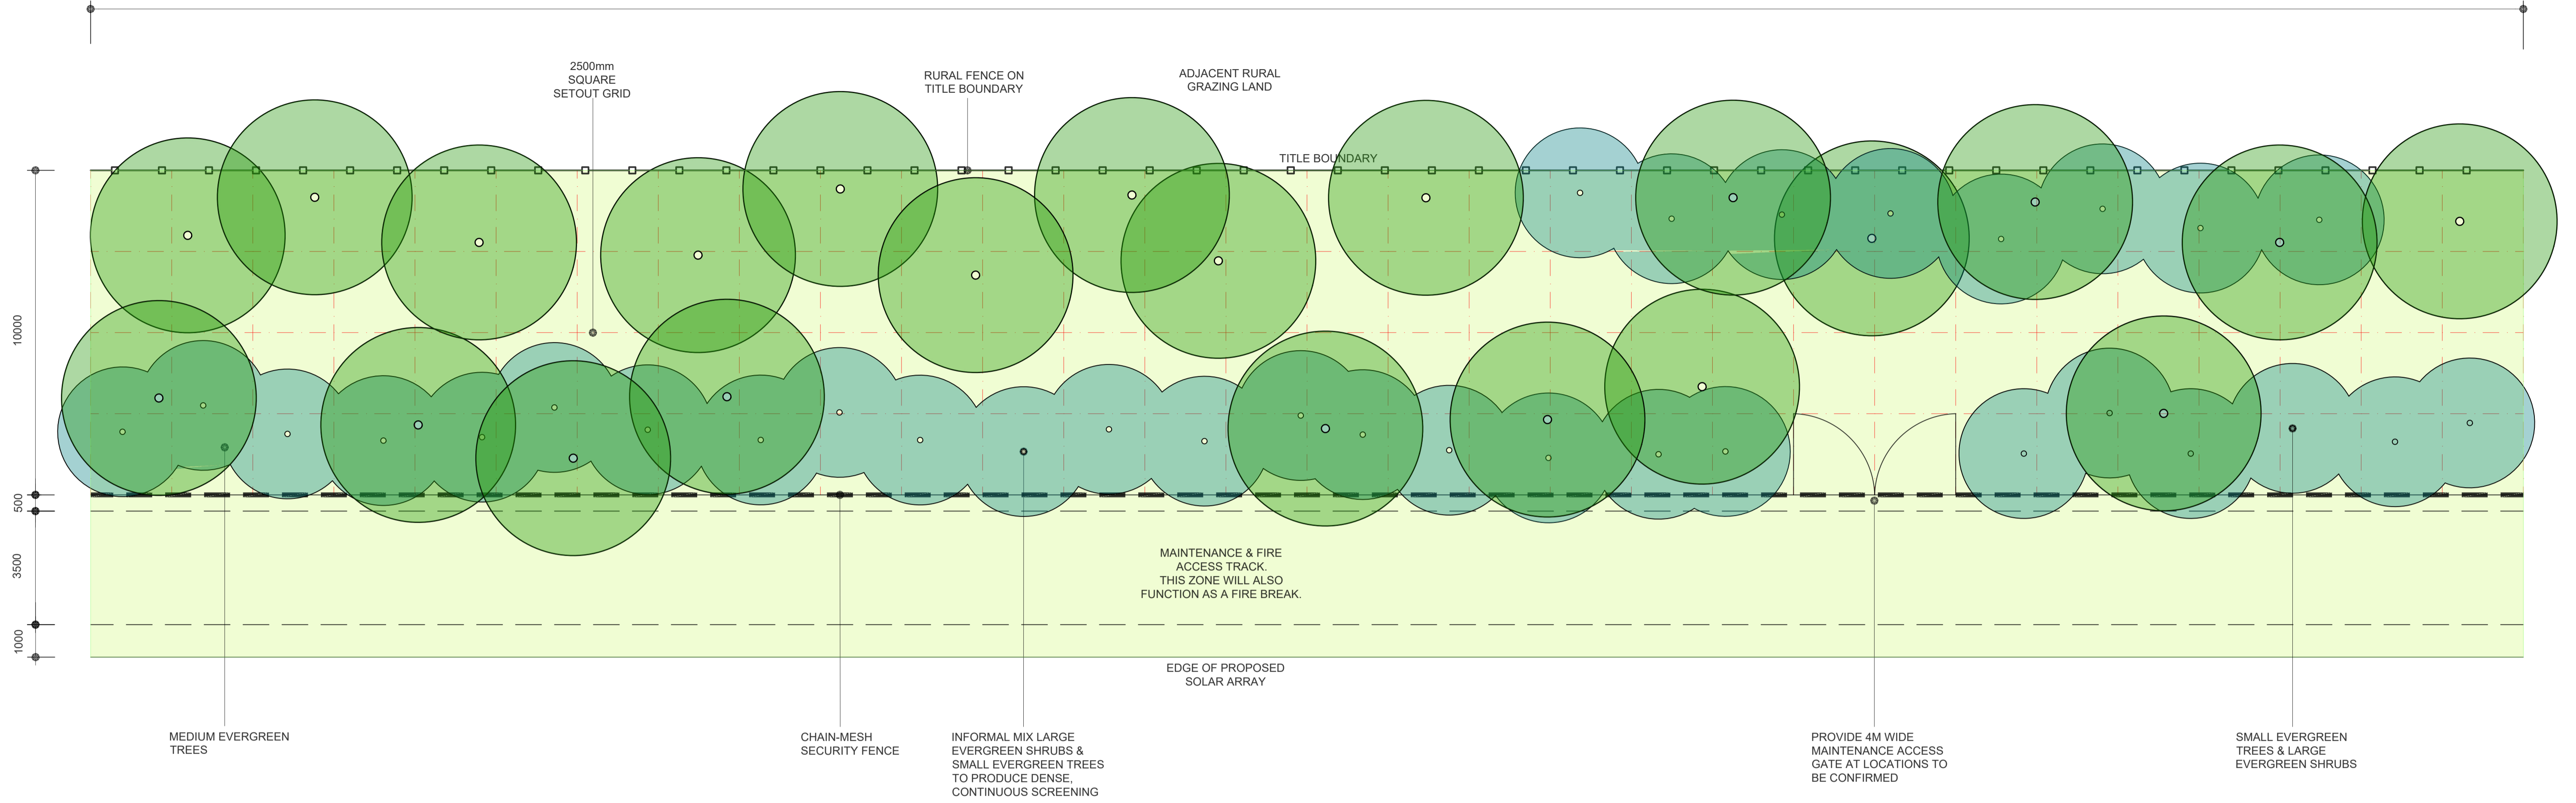 2500mm
SQUARE
SETOUT GRID
RURAL FENCE ON
TITLE BOUNDARY
ADJACENT RURAL
GRAZING LAND
TITLE BOUNDARY
10000
500
3500
1000
MAINTENANCE & FIRE
ACCESS TRACK.
THIS ZONE WILL ALSO
FUNCTION AS A FIRE BREAK.
EDGE OF PROPOSED
SOLAR ARRAY
MEDIUM EVERGREEN
TREES
CHAIN-MESH
SECURITY FENCE
INFORMAL MIX LARGE
EVERGREEN SHRUBS &
SMALL EVERGREEN TREES
TO PRODUCE DENSE,
CONTINUOUS SCREENING
PROVIDE 4M WIDE
MAINTENANCE ACCESS
GATE AT LOCATIONS TO
BE CONFIRMED
SMALL EVERGREEN
TREES & LARGE
EVERGREEN SHRUBS